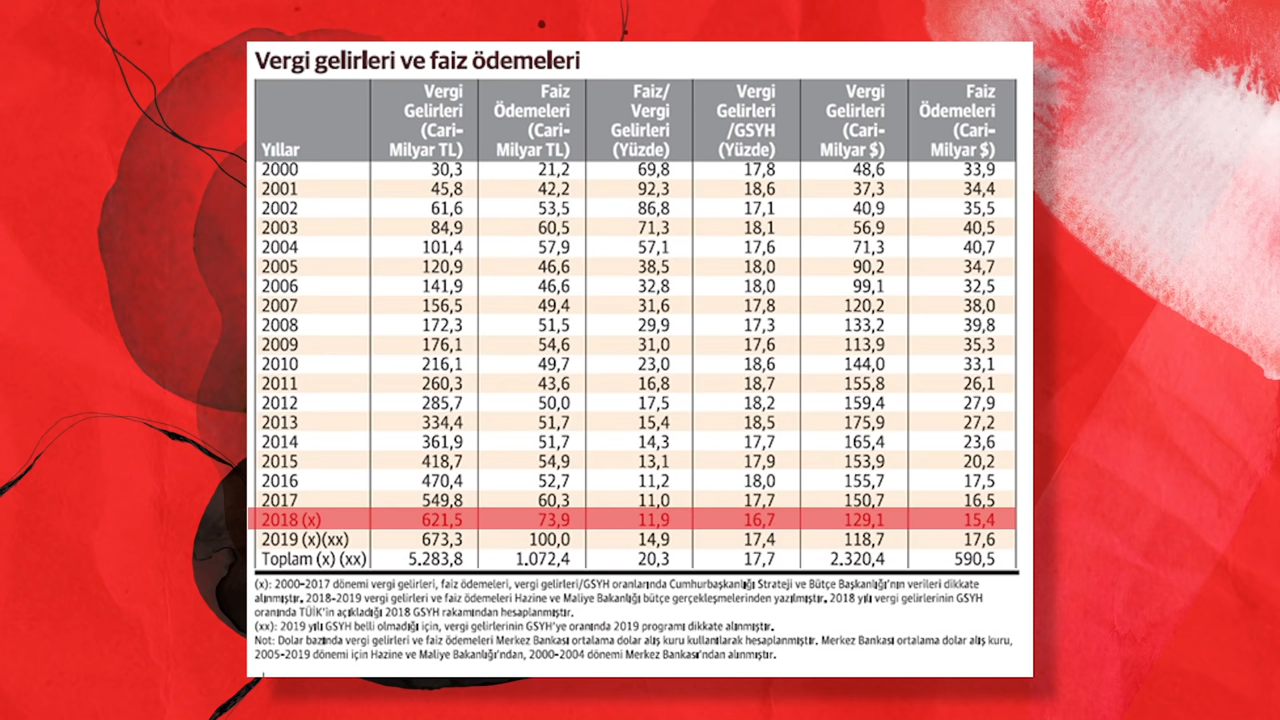 Vergi gelirleri ve faiz ödemeleri
Yıllar Vergi Gelirleri (Cari-Milyar TL) Faiz Ödemeleri (Cari-Milyar TL) Faiz/Vergi Gelirleri (Yüzde) Vergi Gelirleri /GSYH (Yüzde) Vergi Gelirleri (Cari-Milyar $) Faiz Ödemeleri (Cari-Milyar $)
2000 30,3 21,2 69,8 17,8 48,6 33,9
2001 45,8 42,2 92,3 18,6 37,3 34,4
2002 61,6 53,5 86,8 17,1 40,9 35,5
2003 84,9 60,5 71,3 18,1 56,9 40,5
2004 101,4 57,9 57,1 17,6 71,3 40,7
2005 120,9 46,6 38,5 18,0 90,2 34,7
2006 141,9 46,6 32,8 18,0 99,1 32,5
2007 156,5 49,4 31,6 17,8 120,2 38,0
2008 172,3 51,5 29,9 17,3 133,2 39,8
2009 176,1 54,6 31,0 17,6 113,9 35,3
2010 216,1 49,7 23,0 18,6 144,0 33,1
2011 260,3 43,6 16,8 18,7 155,8 26,1
2012 285,7 50,0 17,5 18,2 159,4 27,9
2013 334,4 51,7 15,4 18,5 175,9 27,2
2014 361,9 51,7 14,3 17,7 165,4 23,6
2015 418,7 54,9 13,1 17,9 153,9 20,2
2016 470,4 52,7 11,2 18,0 155,7 17,5
2017 549,8 60,3 11,0 17,7 150,7 16,5
2018 (x) 621,5 73,9 11,9 16,7 129,1 15,4
2019 (x)(xx) 673,3 100,0 14,9 17,4 118,7 17,6
Toplam (x) (xx) 5.283,8 1.072,4 20,3 17,7 2.320,4 590,5
(x): 2000-2017 dönemi vergi gelirleri, faiz ödemeleri, vergi gelirleri/GSYH oranlarında Cumhurbaşkanlığı Strateji ve Bütçe Başkanlığı'nın verileri dikkate
alınmıştır. 2018-2019 vergi gelirleri ve faiz ödemeleri Hazine ve Maliye Bakanlığı bütçe gerçekleşmelerinden yazılmıştır. 2018 yılı vergi gelirlerinin GSYH
oranında TÜİK'in açıkladığı 2018 GSYH rakamından hesaplanmıştır.
(xx): 2019 yılı GSYH belli olmadığı için, vergi gelirlerinin GSYH'ye oranında 2019 programı dikkate alınmıştır.
Not: Dolar bazında vergi gelirleri ve faiz ödemeleri Merkez Bankası ortalama dolar alış kuru kullanılarak hesaplanmıştır. Merkez Bankası ortalama dolar alış kuru,
2005-2019 dönemi için Hazine ve Maliye Bakanlığı'ndan, 2000-2004 dönemi Merkez Bankası'ndan alınmıştır.